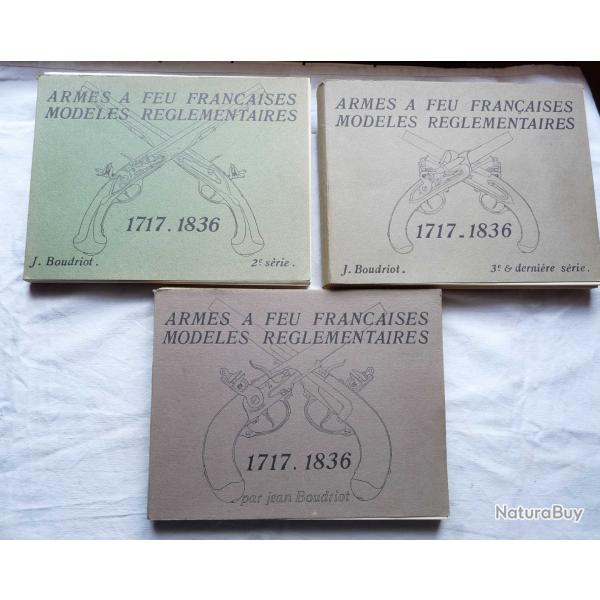 ARMES A FEU FRANÇAISES
MODELES REGLEMENTAIRES
1717. 1836
J. Boudriot.
2e série.
ARMES A FEU FRANÇAISES
MODELES REGLEMENTAIRES
1717-1836
J. Boudriot.
3e & dernière série.
ARMES A FEU FRANÇAISES
MODELES REGLEMENTAIRES
1717. 1836
par jean Boudriot
NaturaBuy